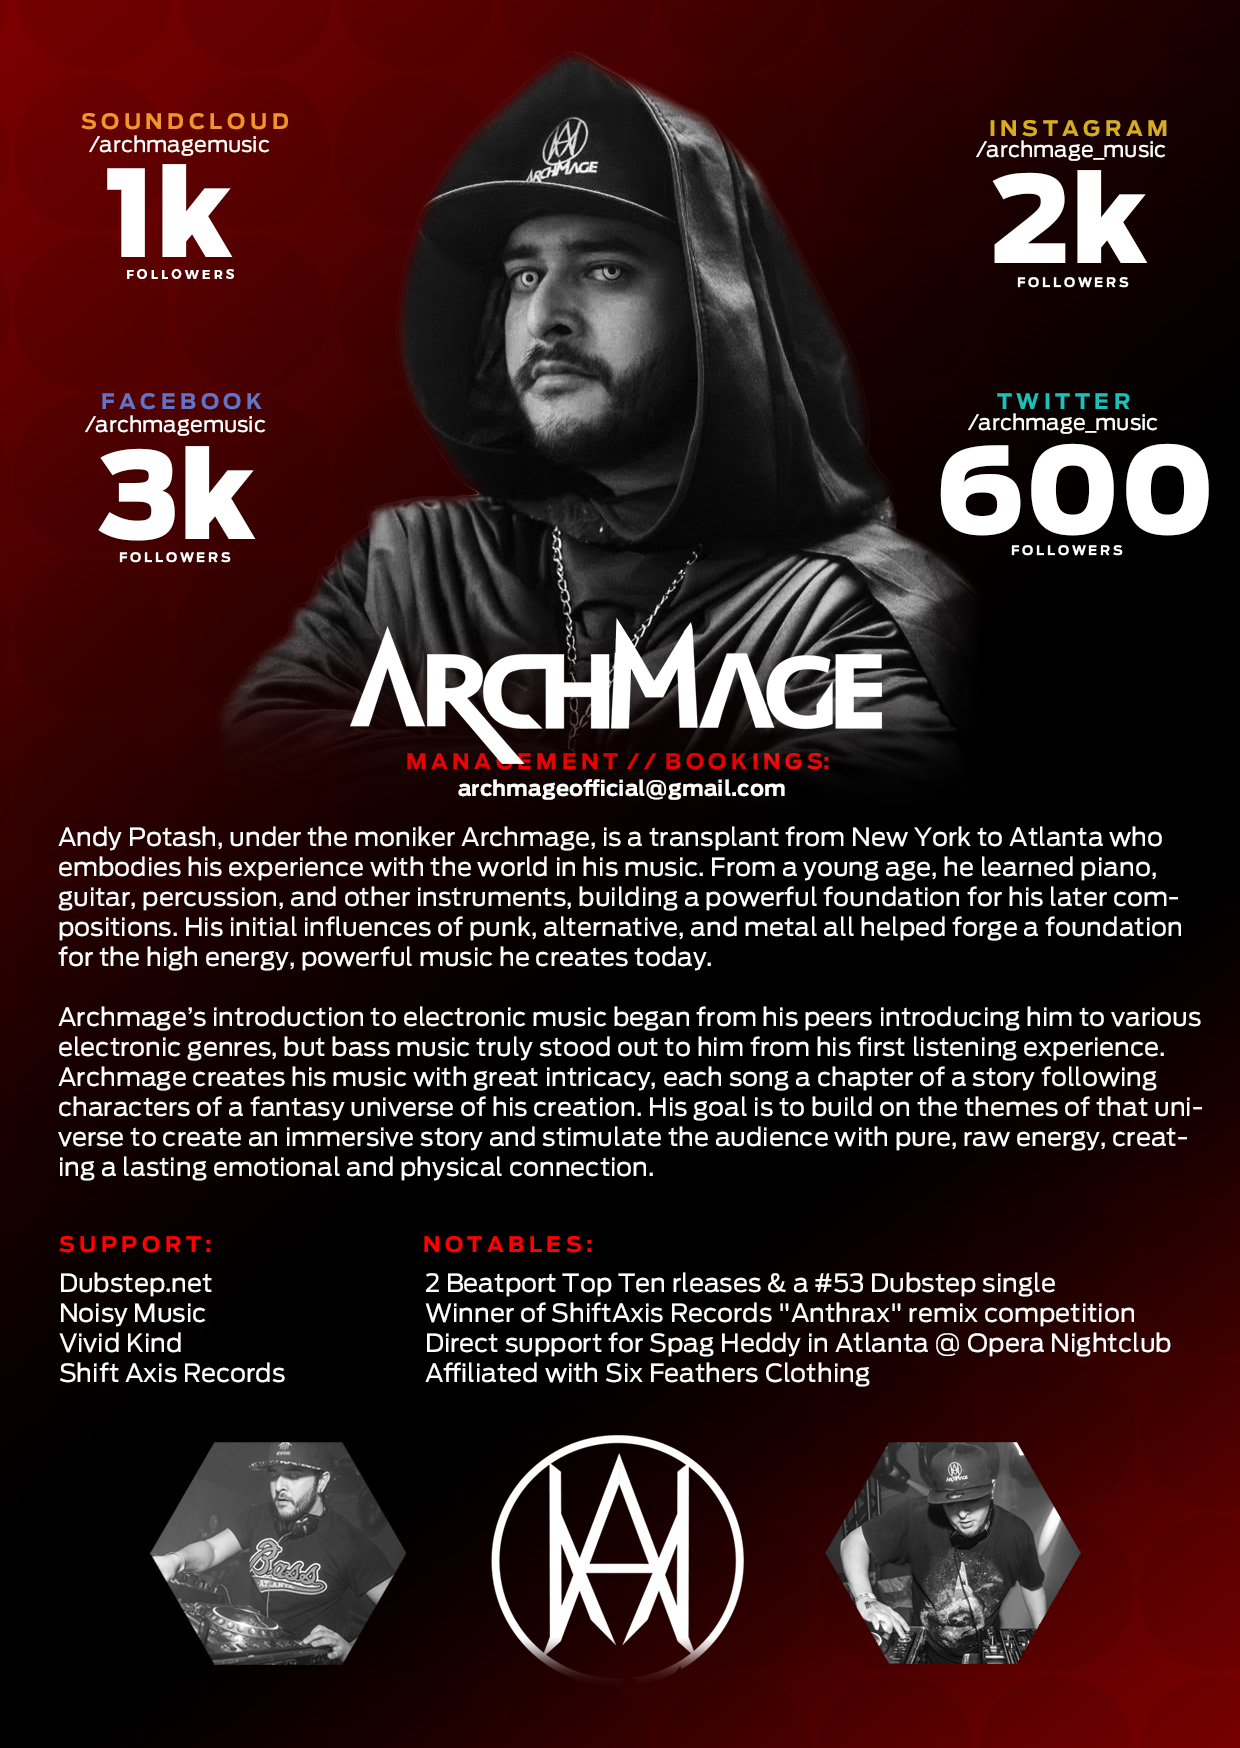 SOUNDCLOUD
/archmagemusic
1k
FOLLOWERS
INSTAGRAM
/archmage_music
2k
FOLLOWERS
ARCHMAGE
FACEBOOK
/archmagemusic
3k
FOLLOWERS
TWITTER
/archmage_music
600
FOLLOWERS
ARCHMAGE
MANAGEMENT // BOOKINGS:
archmageofficial@gmail.com
Andy Potash, under the moniker Archmage, is a transplant from New York to Atlanta who
embodies his experience with the world in his music. From a young age, he learned piano,
guitar, percussion, and other instruments, building a powerful foundation for his later com-
positions. His initial influences of punk, alternative, and metal all helped forge a foundation
for the high energy, powerful music he creates today.
Archmage's introduction to electronic music began from his peers introducing him to various
electronic genres, but bass music truly stood out to him from his first listening experience.
Archmage creates his music with great intricacy, each song a chapter of a story following
characters of a fantasy universe of his creation. His goal is to build on the themes of that uni-
verse to create an immersive story and stimulate the audience with pure, raw energy, creat-
ing a lasting emotional and physical connection.
SUPPORT:
Dubstep.net
Noisy Music
Vivid Kind
Shift Axis Records
NOTABLES:
2 Beatport Top Ten rleases & a #53 Dubstep single
Winner of ShiftAxis Records "Anthrax" remix competition
Direct support for Spag Heddy in Atlanta @ Opera Nightclub
Affiliated with Six Feathers Clothing
Bass
ATLANTA
ARCHMAGE